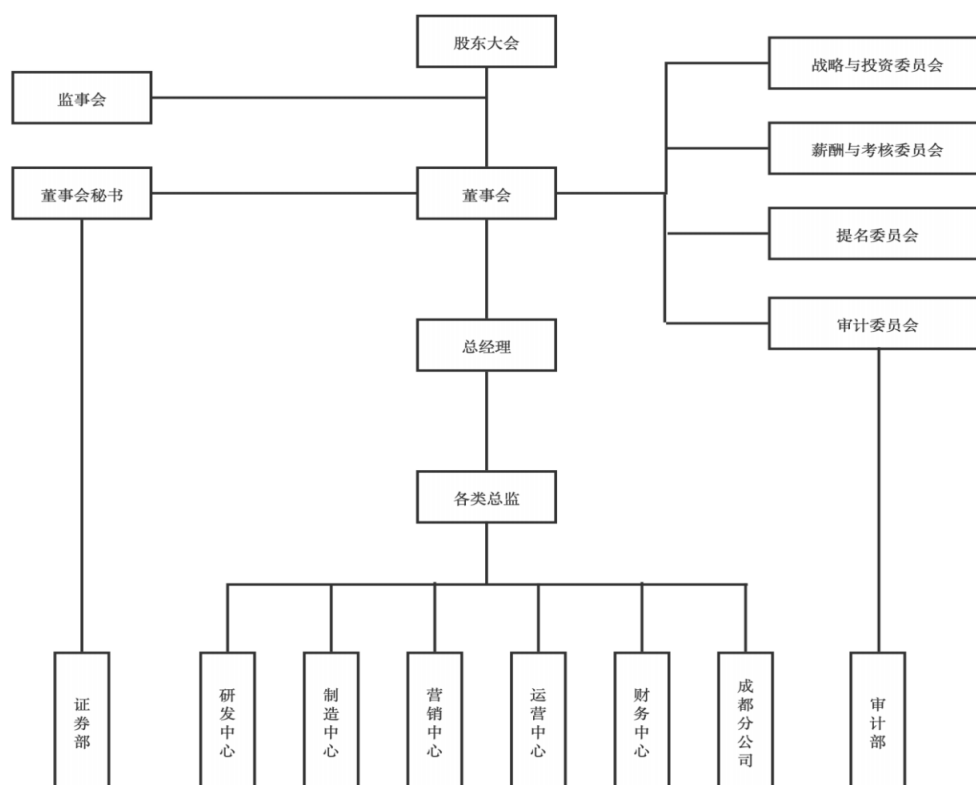 股东大会
战略与投资委员会
监事会
薪酬与考核委员会
董事会秘书
董事会
提名委员会
审计委员会
总经理
各类总监
证券部
研发中心
制造中心
营销中心
运营中心
财务中心
成都分公司
审计部